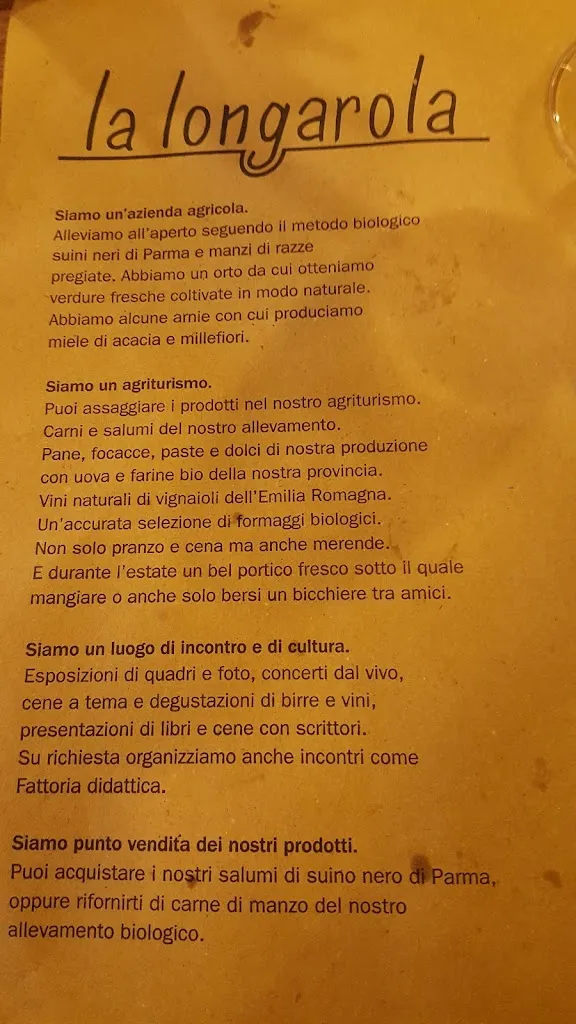 la longarola
Siamo un'azienda agricola.
Alleviamo all'aperto seguendo il metodo biologico
suini neri di Parma e manzi di razze
pregiate. Abbiamo un orto da cui otteniamo
verdure fresche coltivate in modo naturale.
Abbiamo alcune arnie con cui produciamo
miele di acacia e millefiori.
Siamo un agriturismo.
Puoi assaggiare i prodotti nel nostro agriturismo.
Carni e salumi del nostro allevamento.
Pane, focacce, paste e dolci di nostra produzione
con uova e farine bio della nostra provincia.
Vini naturali di vignaioli dell'Emilia Romagna.
Un'accurata selezione di formaggi biologici.
Non solo pranzo e cena ma anche merende.
E durante l'estate un bel portico fresco sotto il quale
mangiare o anche solo bersi un bicchiere tra amici.
Siamo un luogo di incontro e di cultura.
Esposizioni di quadri e foto, concerti dal vivo,
cene a tema e degustazioni di birre e vini,
presentazioni di libri e cene con scrittori.
Su richiesta organizziamo anche incontri come
Fattoria didattica.
Siamo punto vendita dei nostri prodotti.
Puoi acquistare i nostri salumi di suino nero di Parma,
oppure rifornirti di carne di manzo del nostro
allevamento biologico.